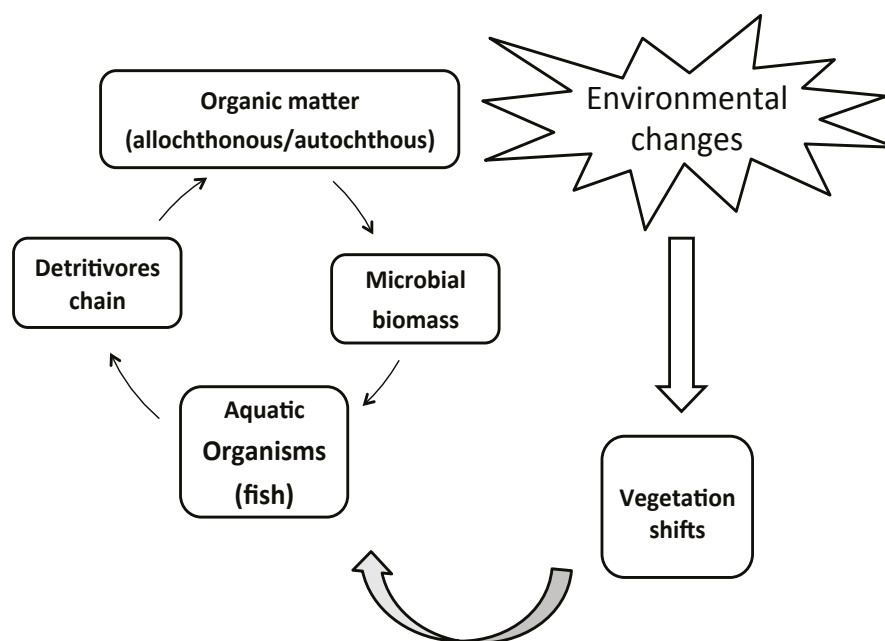 Organic matter
(allochthonous/autochthous)
Environmental
changes
Detritivores
chain
Microbial
biomass
Aquatic
Organisms
(fish)
Vegetation
shifts